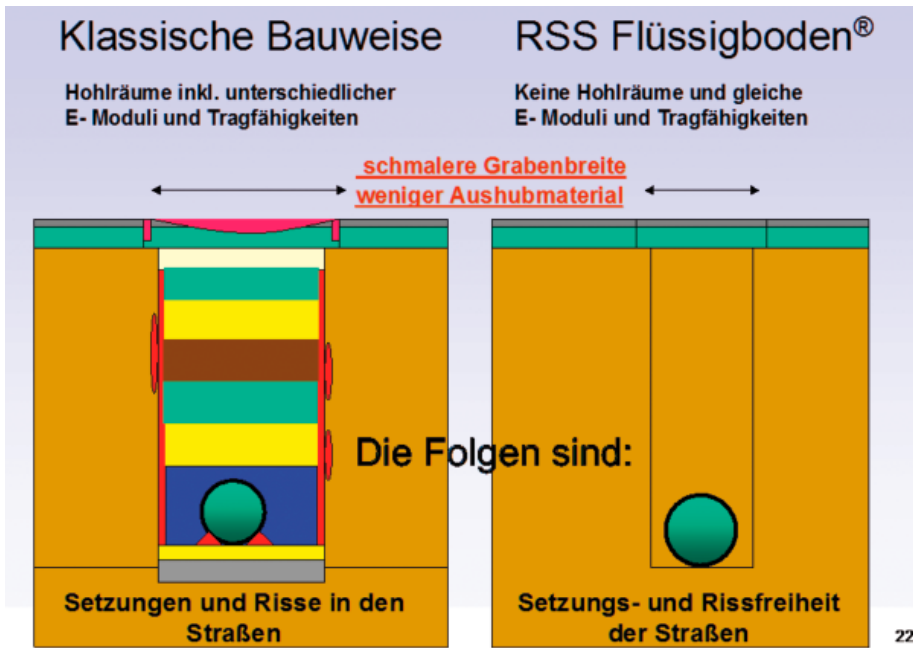 Klassische Bauweise
RSS Flüssigboden®
Hohlräume inkl. unterschiedlicher
E- Moduli und Tragfähigkeiten
Keine Hohlräume und gleiche
E- Moduli und Tragfähigkeiten
schmalere Grabenbreite
weniger Aushubmaterial
Die Folgen sind:
Setzungen und Risse in den
Straßen
Setzungs- und Rissfreiheit
der Straßen
22